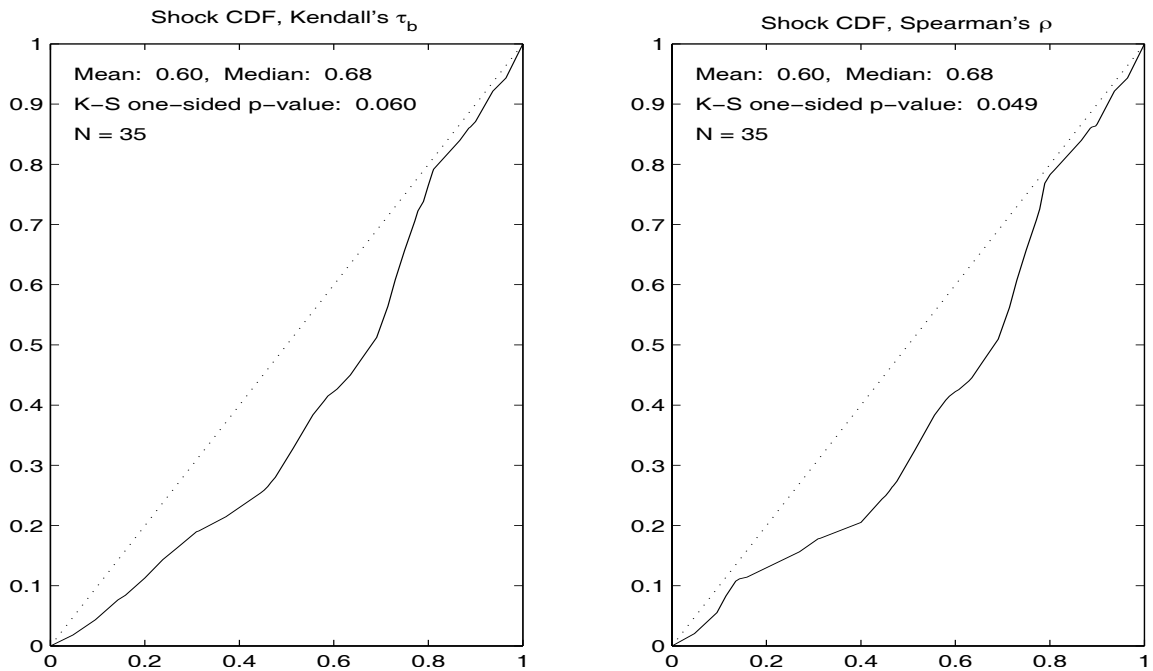 Shock CDF, Kendall's τb
Mean: 0.60, Median: 0.68
K−S one−sided p−value: 0.060
N = 35
1
0.9
0.8
0.7
0.6
0.5
0.4
0.3
0.2
0.1
0
0 0.2 0.4 0.6 0.8 1
Shock CDF, Spearman's ρ
Mean: 0.60, Median: 0.68
K−S one−sided p−value: 0.049
N = 35
1
0.9
0.8
0.7
0.6
0.5
0.4
0.3
0.2
0.1
0
0 0.2 0.4 0.6 0.8 1